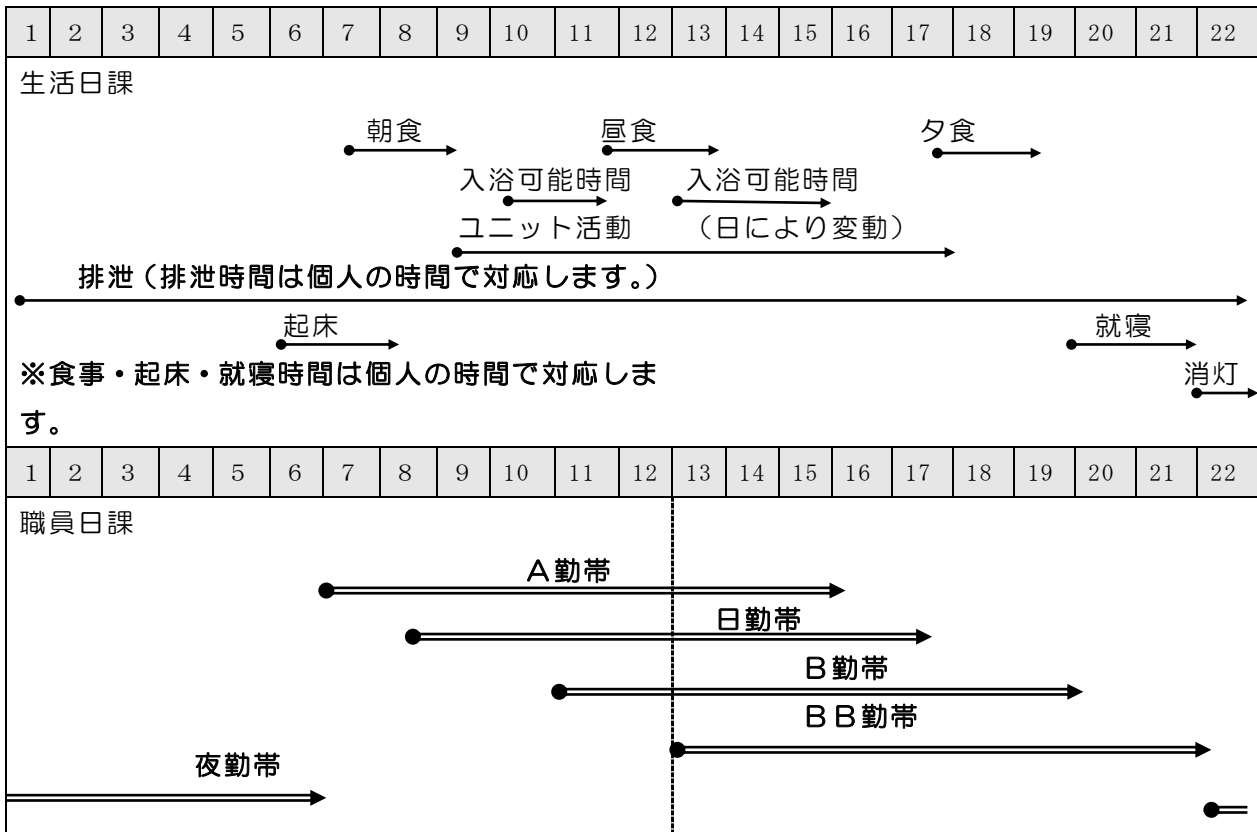 1 2 3 4 5 6 7 8 9 10 11 12 13 14 15 16 17 18 19 20 21 22
生活日課
朝食 昼食 夕食
入浴可能時間 入浴可能時間
ユニット活動 （日により変動）
排泄（排泄時間は個人の時間で対応します。）
起床 就寝
※食事・起床・就寝時間は個人の時間で対応しま
消灯
す。
1 2 3 4 5 6 7 8 9 10 11 12 13 14 15 16 17 18 19 20 21 22
職員日課
A勤帯
日勤帯
B勤帯
BB勤帯
夜勤帯